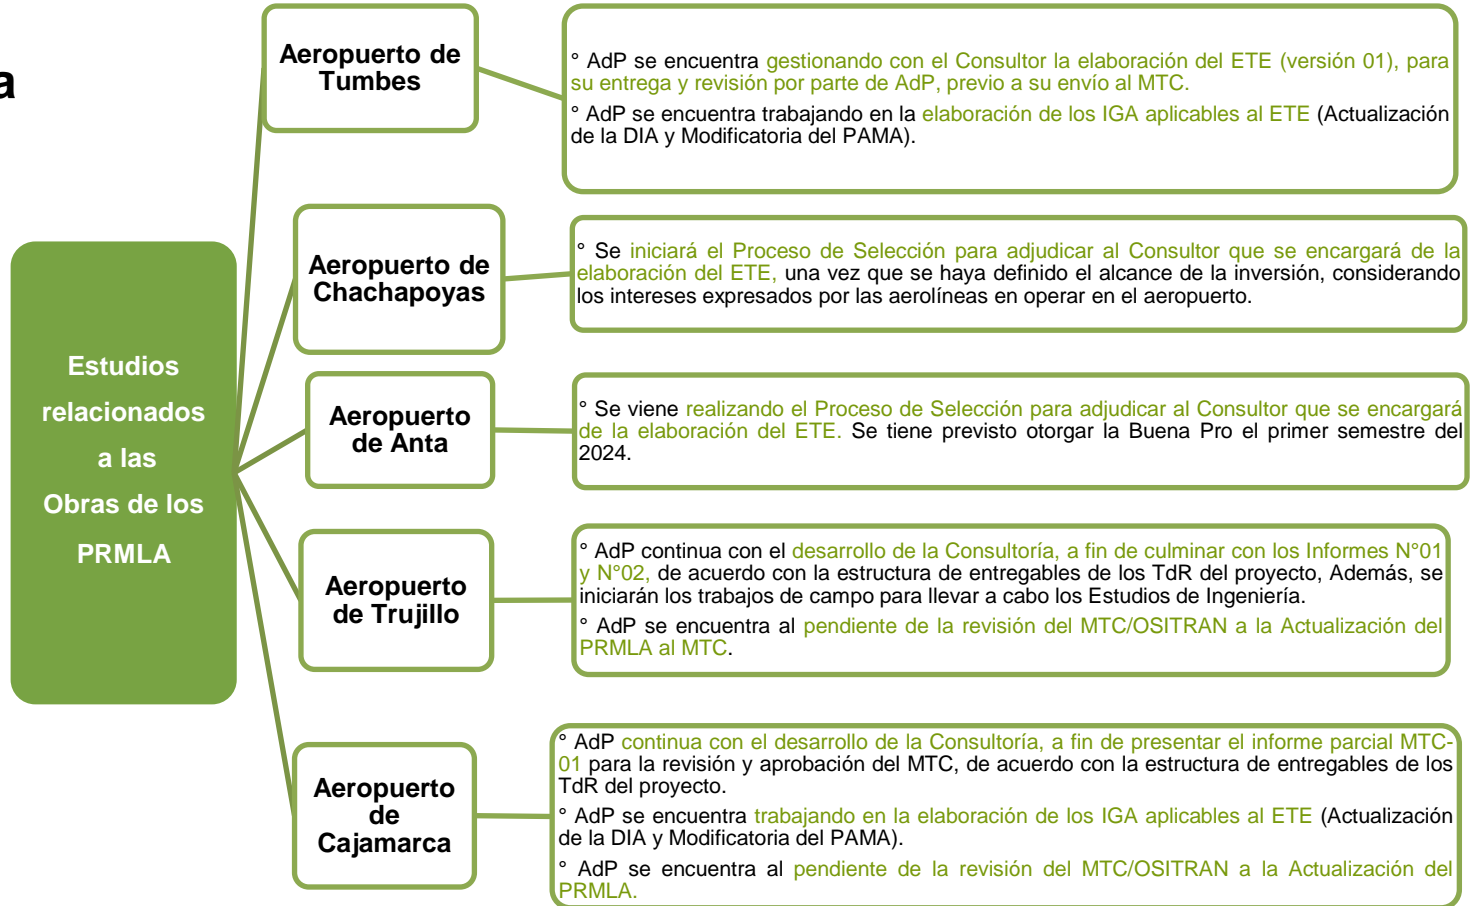 a
Estudios
relacionados
a las
Obras de los
PRMLA
Aeropuerto de
Tumbes
° AdP se encuentra gestionando con el Consultor la elaboración del ETE (versión 01), para
su entrega y revisión por parte de AdP, previo a su envío al MTC.
° AdP se encuentra trabajando en la elaboración de los IGA aplicables al ETE (Actualización
de la DIA y Modificatoria del PAMA).
Aeropuerto de
Chachapoyas
° Se iniciará el Proceso de Selección para adjudicar al Consultor que se encargará de la
elaboración del ETE, una vez que se haya definido el alcance de la inversión, considerando
los intereses expresados por las aerolíneas en operar en el aeropuerto.
Aeropuerto
de Anta
° Se viene realizando el Proceso de Selección para adjudicar al Consultor que se encargará
de la elaboración del ETE. Se tiene previsto otorgar la Buena Pro el primer semestre del
2024.
Aeropuerto
de Trujillo
° AdP continua con el desarrollo de la Consultoría, a fin de culminar con los Informes N°01
y N°02, de acuerdo con la estructura de entregables de los TdR del proyecto, Además, se
iniciarán los trabajos de campo para llevar a cabo los Estudios de Ingeniería.
° AdP se encuentra al pendiente de la revisión del MTC/OSITRAN a la Actualización del
PRMLA al MTC.
Aeropuerto
de
Cajamarca
° AdP continua con el desarrollo de la Consultoría, a fin de presentar el informe parcial MTC-
01 para la revisión y aprobación del MTC, de acuerdo con la estructura de entregables de los
TdR del proyecto.
° AdP se encuentra trabajando en la elaboración de los IGA aplicables al ETE (Actualización
de la DIA y Modificatoria del PAMA).
° AdP se encuentra al pendiente de la revisión del MTC/OSITRAN a la Actualización del
PRMLA.